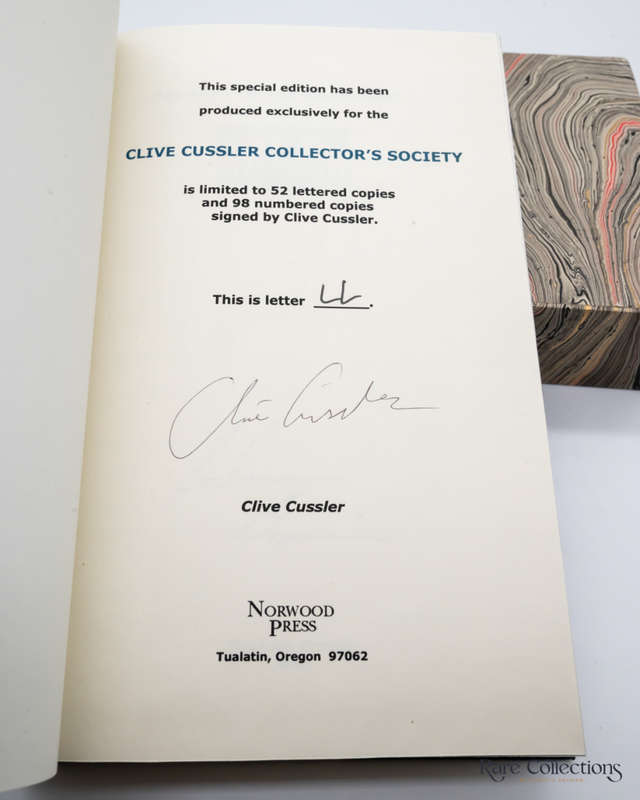 This special edition has been
produced exclusively for the
CLIVE CUSSLER COLLECTOR'S SOCIETY
is limited to 52 lettered copies
and 98 numbered copies
signed by Clive Cussler.
This is letter LL.
Clive Cussler
Clive Cussler
NORWOOD
PRESS
Tualatin, Oregon 97062
Rare Collections